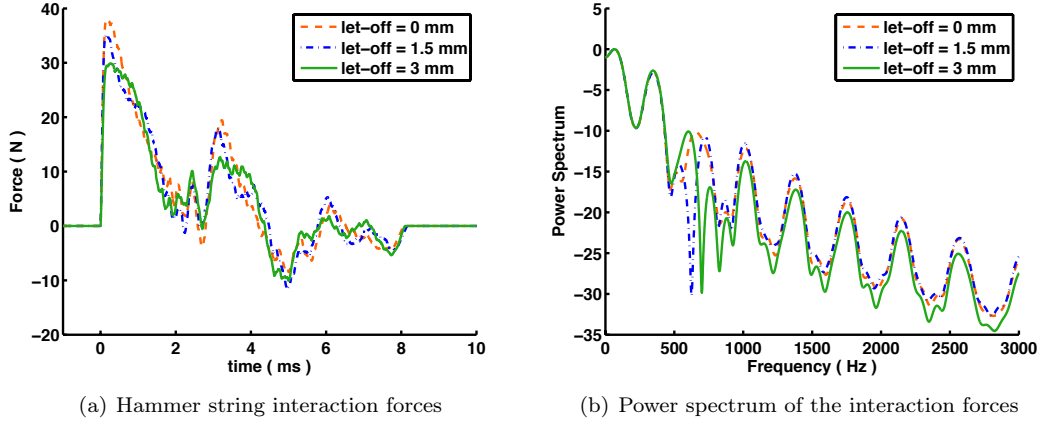 40
30
20
10
0
−10
−20
Force ( N )
0 2 4 6 8 10
time ( ms )
let−off = 0 mm
let−off = 1.5 mm
let−off = 3 mm
(a) Hammer string interaction forces
5
0
−5
−10
−15
−20
−25
−30
−35
Power Spectrum
0 500 1000 1500 2000 2500 3000
Frequency ( Hz )
let−off = 0 mm
let−off = 1.5 mm
let−off = 3 mm
(b) Power spectrum of the interaction forces